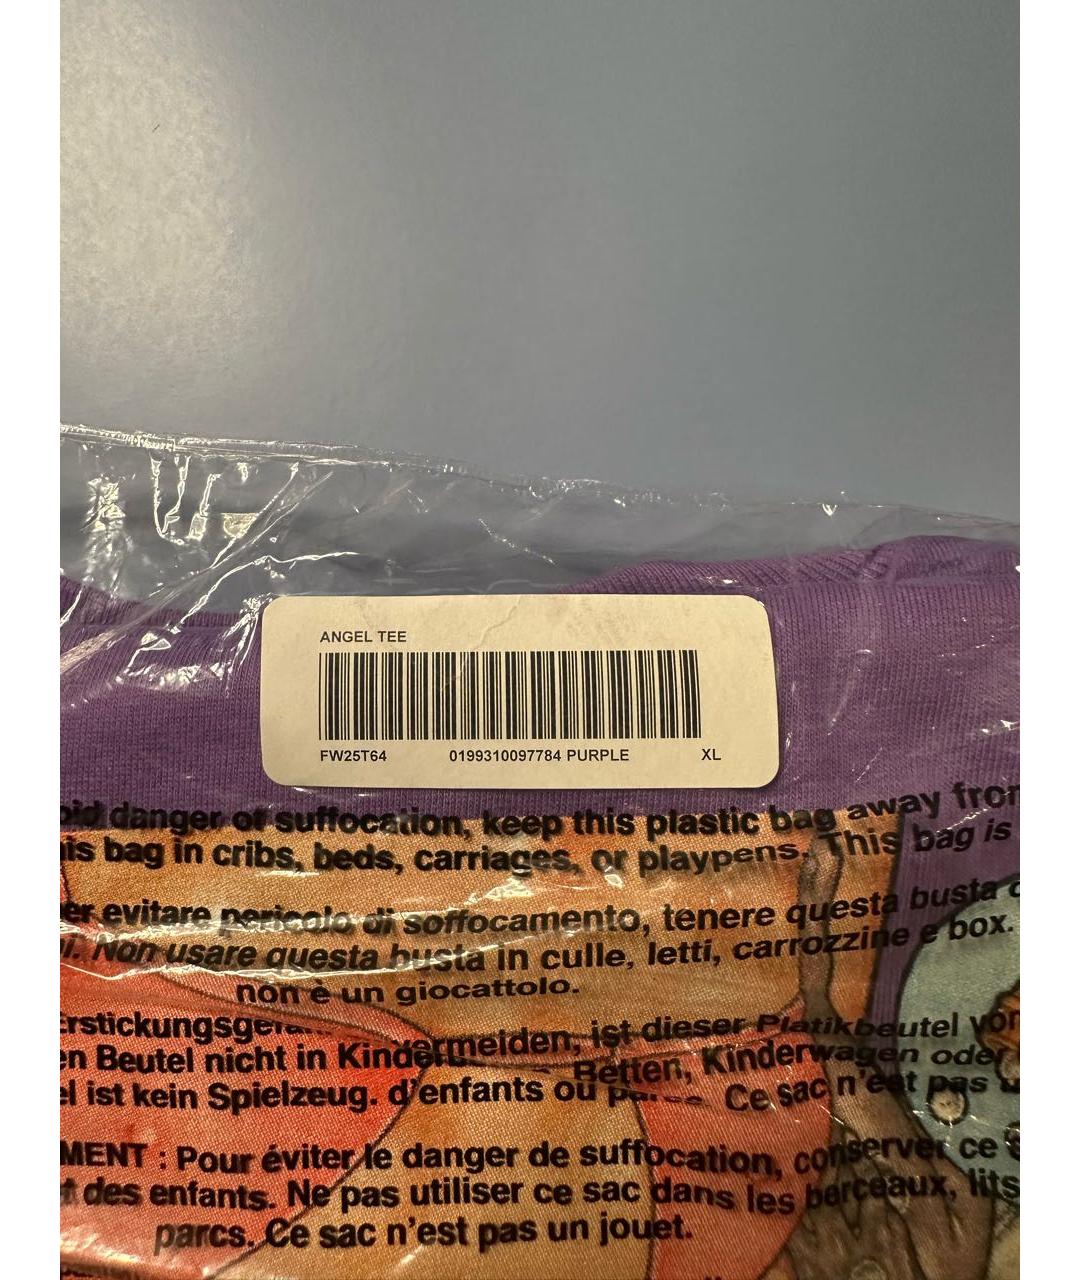 ANGEL TEE
FW25T64 0199310097784 PURPLE XL
danger of suffocation, keep this plastic bag away from
this bag in cribs, beds, carriages, or playpens. This bag is
per evitare pericolo di soffocamento, tenere questa busta
Non usare questa busta in culle, letti, carrozzine e box.
non è un giocattolo.
vermeiden, ist dieser Platikbeutel von
en Beutel nicht in Kinder Betten, Kinderwagen oder
el ist kein Spielzeug. d'enfants ou Ce sac n'est pas
MENT : Pour éviter le danger de suffocation, conserver ce
des enfants. Ne pas utiliser ce sac dans les berceaux, lits
parcs. Ce sac n'est pas un jouet.